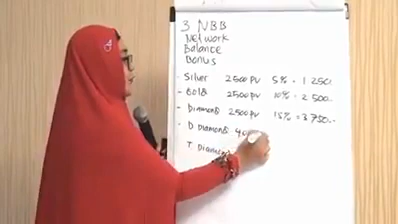 3 NBB
Network
Balance
Bonus
- Silver 2500 PV 5% = 1 250.-
- Gold 2500 PV 10% = 2 500.-
- Diamond 2500 PV 15% = 3 750.-
- D Diamond 40
- T Diamon